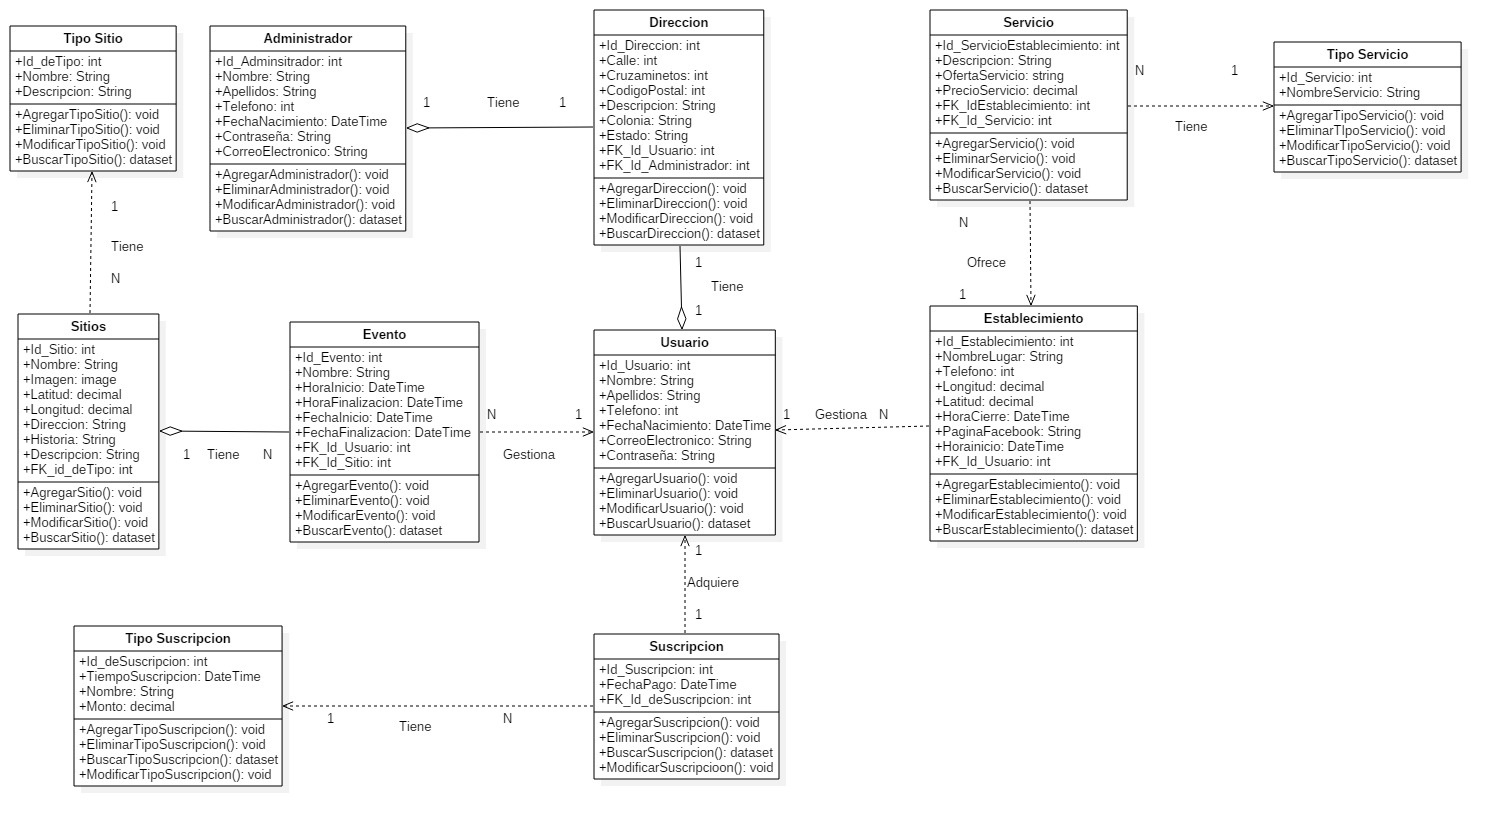 Tipo Sitio
+Id_deTipo: int
+Nombre: String
+Descripcion: String
+AgregarTipoSitio(): void
+EliminarTipoSitio(): void
+ModificarTipoSitio(): void
+BuscarTipoSitio(): dataset
Administrador
+Id_Adminsitrador: int
+Nombre: String
+Apellidos: String
+Telefono: int
+FechaNacimiento: DateTime
+Contraseña: String
+CorreoElectronico: String
+AgregarAdministrador(): void
+EliminarAdministrador(): void
+ModificarAdministrador(): void
+BuscarAdministrador(): dataset
1 Tiene 1
Direccion
+Id_Direccion: int
+Calle: int
+Cruzaminetos: int
+CodigoPostal: int
+Descripcion: String
+Colonia: String
+Estado: String
+FK_Id_Usuario: int
+FK_Id_Administrador: int
+AgregarDireccion(): void
+EliminarDireccion(): void
+ModificarDireccion(): void
+BuscarDireccion(): dataset
Servicio
+Id_ServicioEstablecimiento: int
+Descripcion: String
+OfertaServicio: string
+PrecioServicio: decimal
+FK_IdEstablecimiento: int
+FK_Id_Servicio: int
+AgregarServicio(): void
+EliminarServicio(): void
+ModificarServicio(): void
+BuscarServicio(): dataset
N 1
Tiene
Tipo Servicio
+Id_Servicio: int
+NombreServicio: String
+AgregarTipoServicio(): void
+EliminarTIpoServicio(): void
+ModificarTipoServicio(): void
+BuscarTipoServicio(): dataset
1
Tiene
N
1
Tiene
1
N
Ofrece
1
Sitios
+Id_Sitio: int
+Nombre: String
+Imagen: image
+Latitud: decimal
+Longitud: decimal
+Direccion: String
+Historia: String
+Descripcion: String
+FK_id_deTipo: int
+AgregarSitio(): void
+EliminarSitio(): void
+ModificarSitio(): void
+BuscarSitio(): dataset
1 Tiene N
Evento
+Id_Evento: int
+Nombre: String
+HoraInicio: DateTime
+HoraFinalizacion: DateTime
+FechaInicio: DateTime
+FechaFinalizacion: DateTime
+FK_Id_Usuario: int
+FK_Id_Sitio: int
+AgregarEvento(): void
+EliminarEvento(): void
+ModificarEvento(): void
+BuscarEvento(): dataset
N 1
Gestiona
Usuario
+Id_Usuario: int
+Nombre: String
+Apellidos: String
+Telefono: int
+FechaNacimiento: DateTime
+CorreoElectronico: String
+Contraseña: String
+AgregarUsuario(): void
+EliminarUsuario(): void
+ModificarUsuario(): void
+BuscarUsuario(): dataset
1 Gestiona N
Establecimiento
+Id_Establecimiento: int
+NombreLugar: String
+Telefono: int
+Longitud: decimal
+Latitud: decimal
+HoraCierre: DateTime
+PaginaFacebook: String
+Horainicio: DateTime
+FK_Id_Usuario: int
+AgregarEstablecimiento(): void
+EliminarEstablecimiento(): void
+ModificarEstablecimiento(): void
+BuscarEstablecimiento(): dataset
1
Adquiere
1
Tipo Suscripcion
+Id_deSuscripcion: int
+TiempoSuscripcion: DateTime
+Nombre: String
+Monto: decimal
+AgregarTipoSuscripcion(): void
+EliminarTipoSuscripcion(): void
+BuscarTipoSuscripcion(): dataset
+ModificarTipoSuscripcion(): void
1 Tiene N
Suscripcion
+Id_Suscripcion: int
+FechaPago: DateTime
+FK_Id_deSuscripcion: int
+AgregarSuscripcion(): void
+EliminarSuscripcion(): void
+BuscarSuscripcion(): dataset
+ModificarSuscripcioon(): void